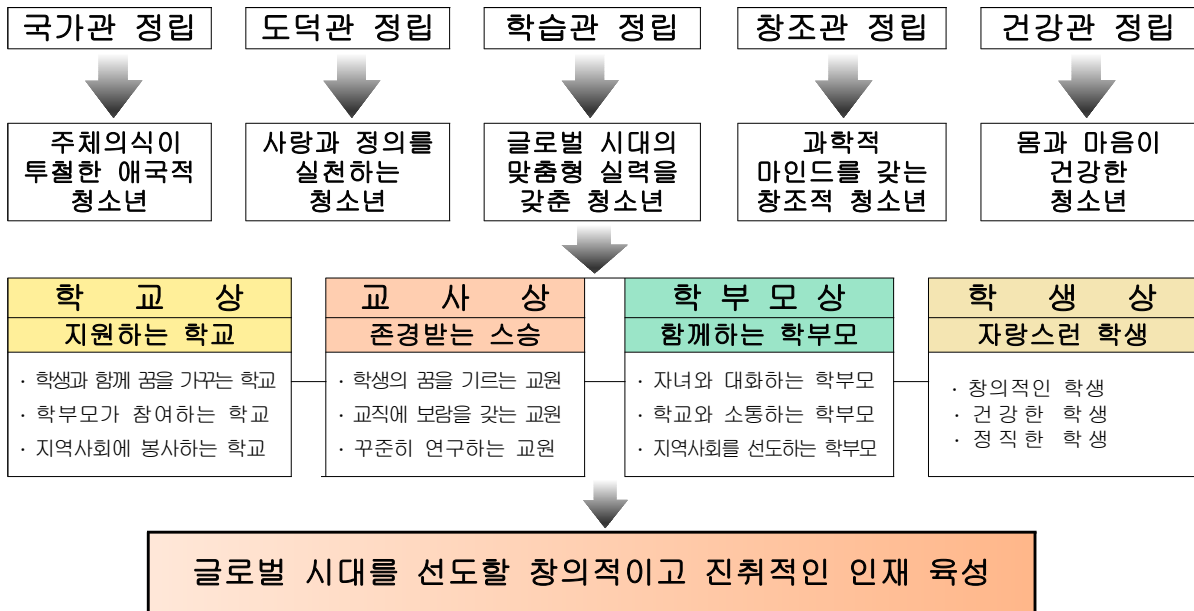 국가관 정립
도덕관 정립
학습관 정립
창조관 정립
건강관 정립
주체의식이
투철한 애국적
청소년
사랑과 정의를
실천하는
청소년
글로벌 시대의
맞춤형 실력을
갖춘 청소년
과학적
마인드를 갖는
창조적 청소년
몸과 마음이
건강한
청소년
학 교 상
지원하는 학교
· 학생과 함께 꿈을 가꾸는 학교
· 학부모가 참여하는 학교
· 지역사회에 봉사하는 학교
교 사 상
존경받는 스승
· 학생의 꿈을 기르는 교원
· 교직에 보람을 갖는 교원
· 꾸준히 연구하는 교원
학 부 모 상
함께하는 학부모
· 자녀와 대화하는 학부모
· 학교와 소통하는 학부모
· 지역사회를 선도하는 학부모
학 생 상
자랑스런 학생
· 창의적인 학생
· 건강한 학생
· 정직한 학생
글로벌 시대를 선도할 창의적이고 진취적인 인재 육성